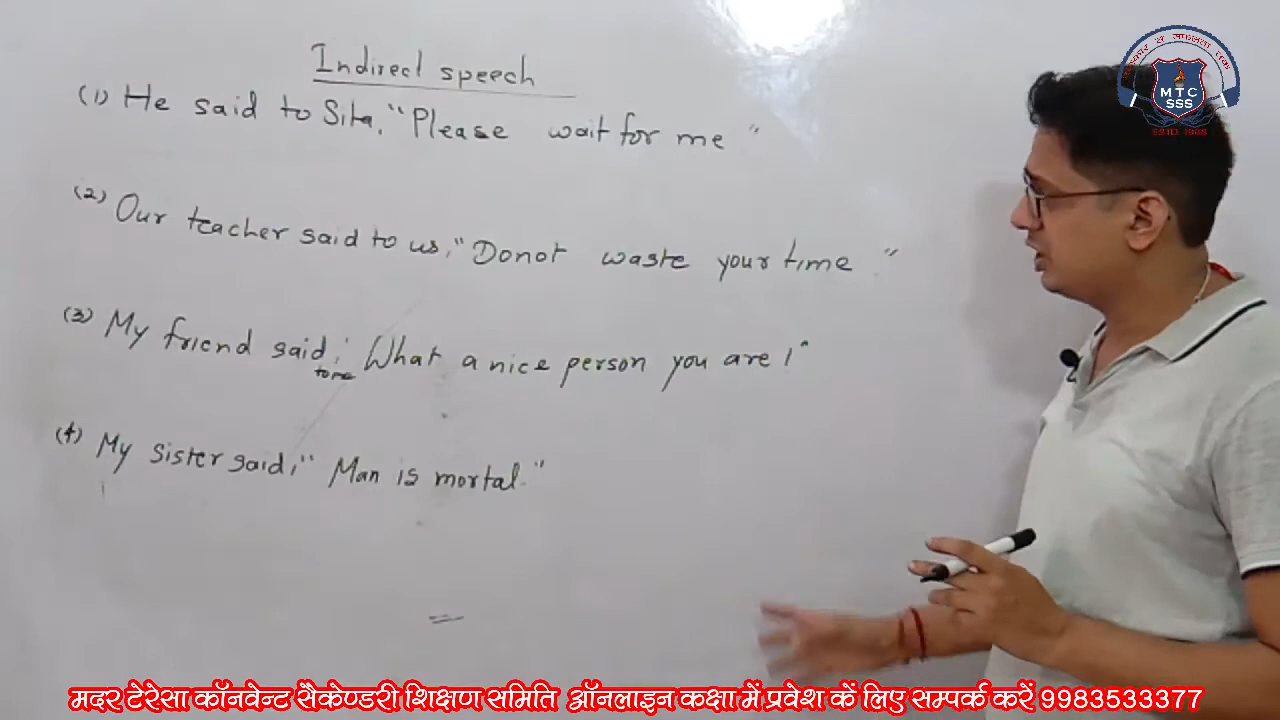 Indirect speech
(1) He said to Sita, "Please wait for me"
(2) Our teacher said to us, "Donot waste your time."
(3) My friend said, "What a nice person you are!"
to me
(4) My sister said, "Man is mortal."
MTC
SSS
ESTD 1998
मदर टेरेसा कॉनवेन्ट सैकेण्डरी शिक्षण समिति ऑनलाइन कक्षा में प्रवेश के लिए सम्पर्क करें 9983533377